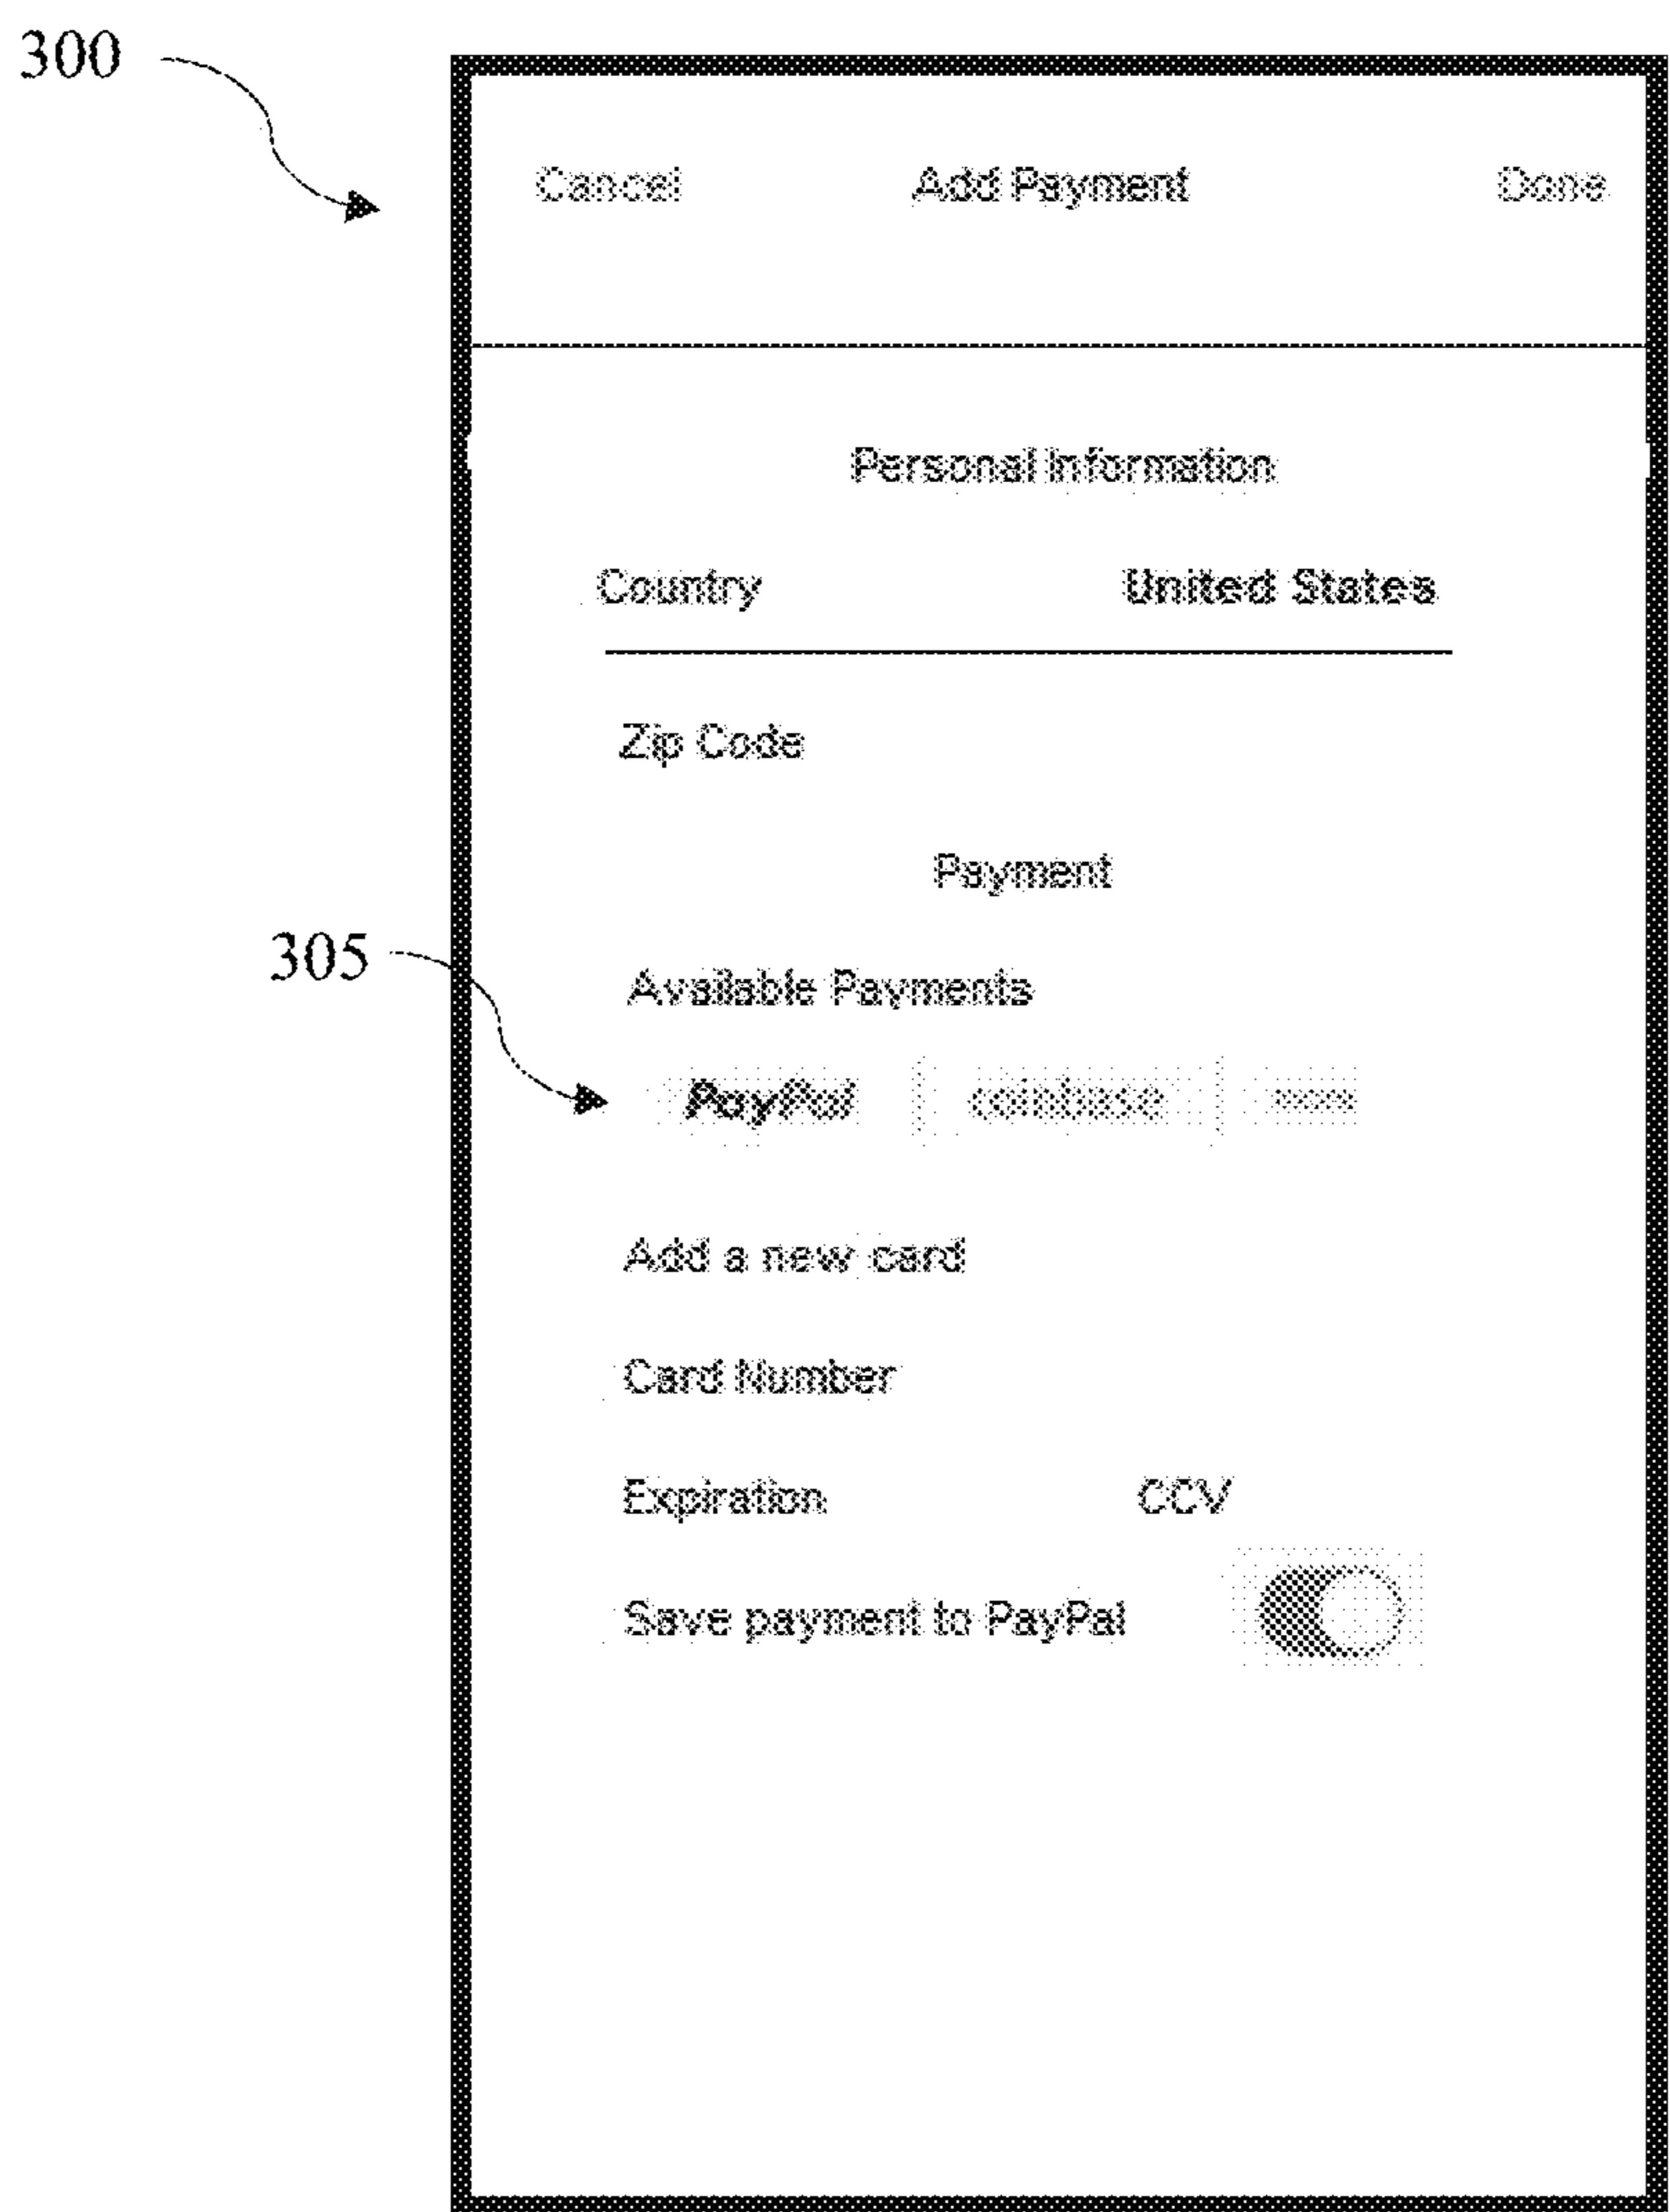 300
Cancel Add Payment Done
Personal Information
Country United States
Zip Code
Payment
305
Available Payments
PayPal coinbase
Add a new card
Card Number
Expiration CCV
Save payment to PayPal